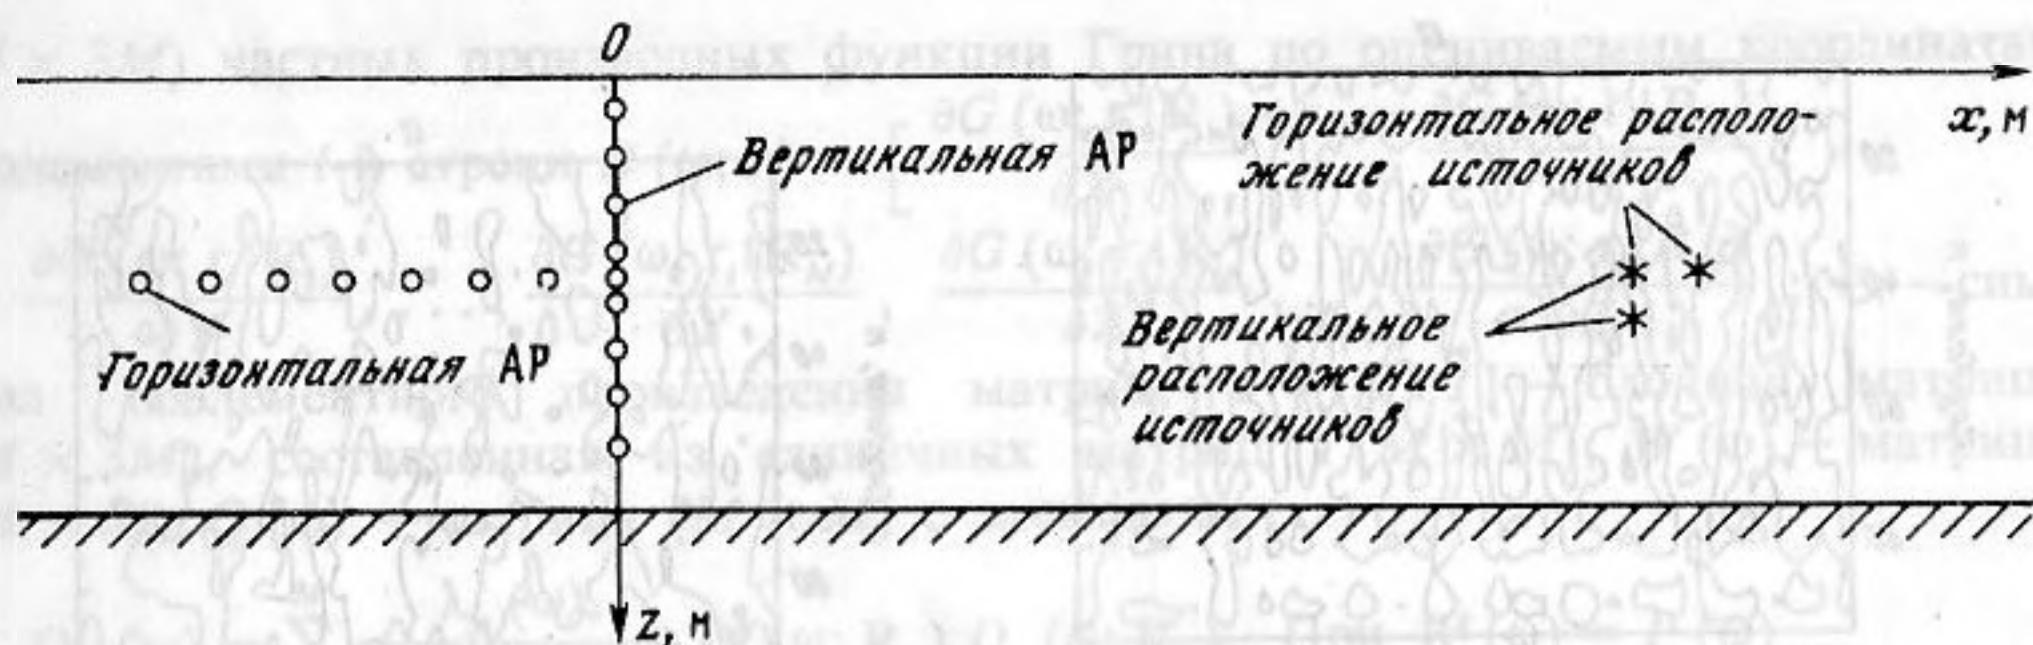 0
x, м
Горизонтальное располо-
жение источников
Вертикальная АР
Горизонтальная АР
Вертикальное
расположение
источников
z, м